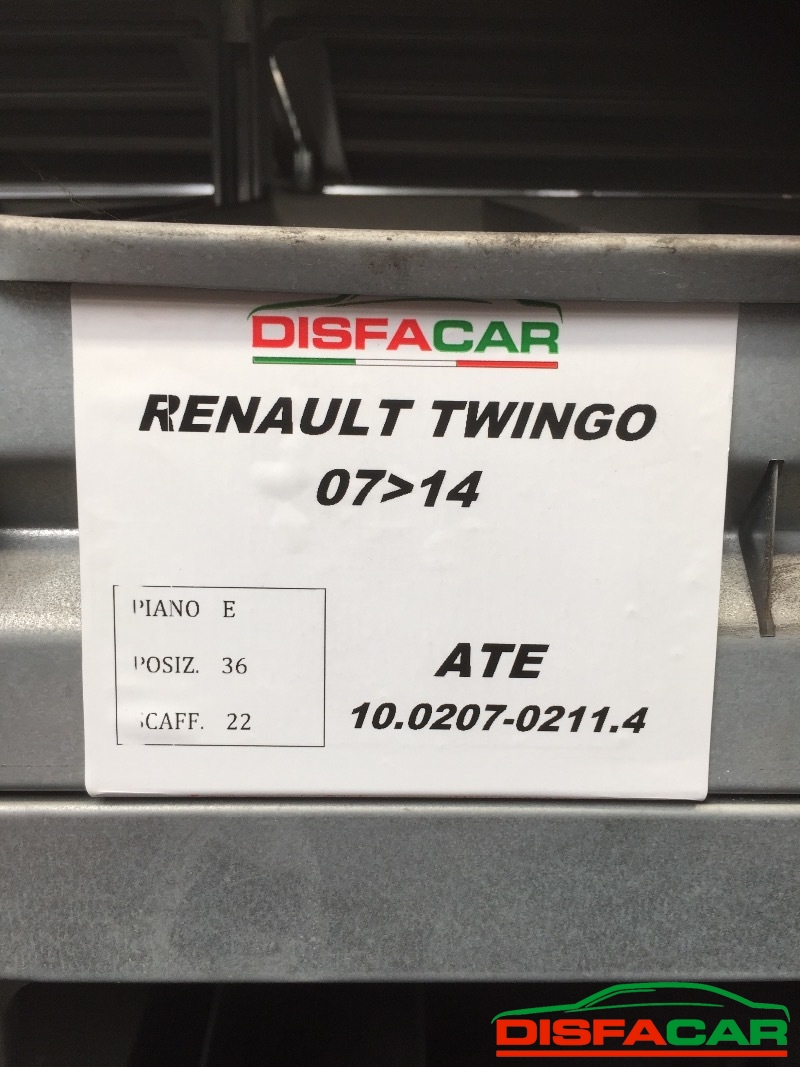 DISFACAR
RENAULT TWINGO
07>14
PIANO E
POSIZ. 36
SCAFF. 22
ATE
10.0207-0211.4
DISFACAR